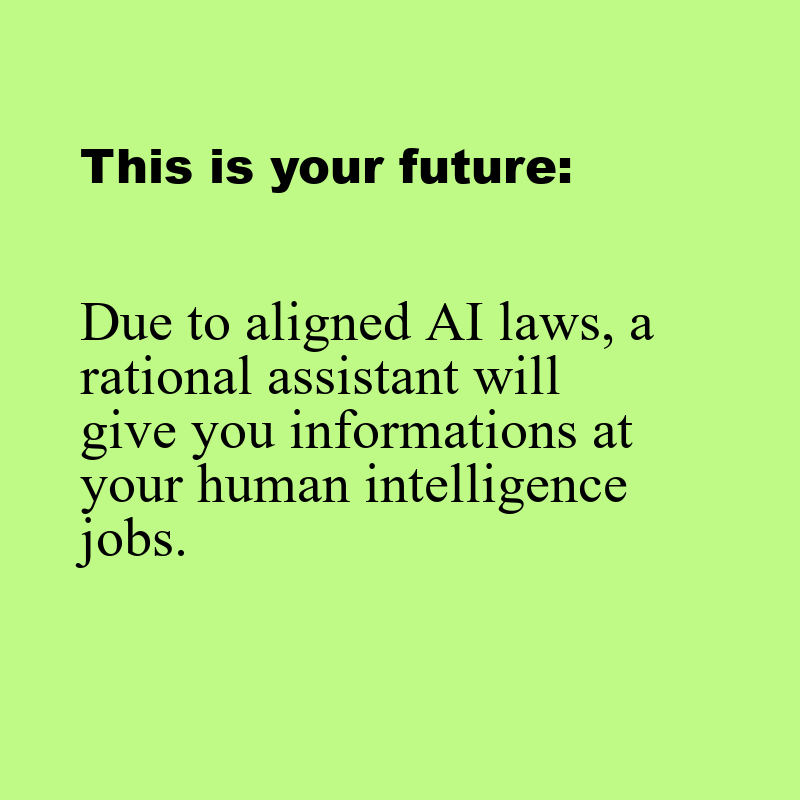 This is your future:
Due to aligned AI laws, a
rational assistant will
give you informations at
your human intelligence
jobs.